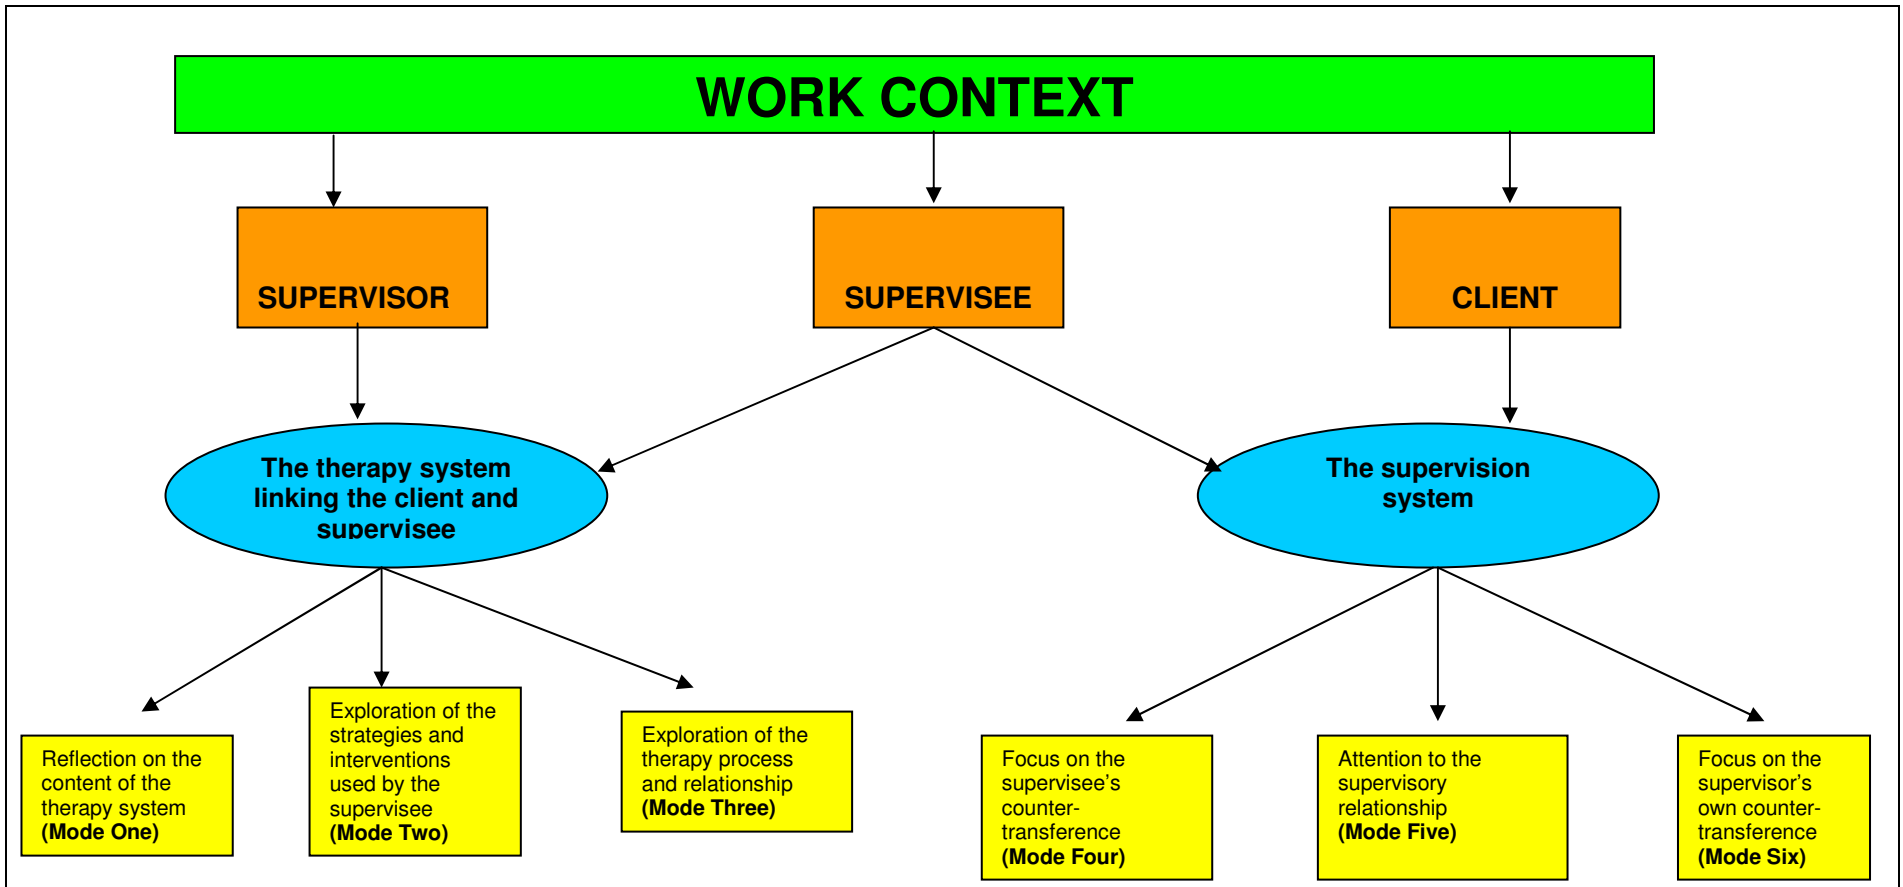 WORK CONTEXT
SUPERVISOR
SUPERVISEE
CLIENT
The therapy system
linking the client and
supervisee
The supervision
system
Reflection on the
content of the
therapy system
(Mode One)
Exploration of the
strategies and
interventions
used by the
supervisee
(Mode Two)
Exploration of the
therapy process
and relationship
(Mode Three)
Focus on the
supervisee's
counter-
transference
(Mode Four)
Attention to the
supervisory
relationship
(Mode Five)
Focus on the
supervisor's
own counter-
transference
(Mode Six)